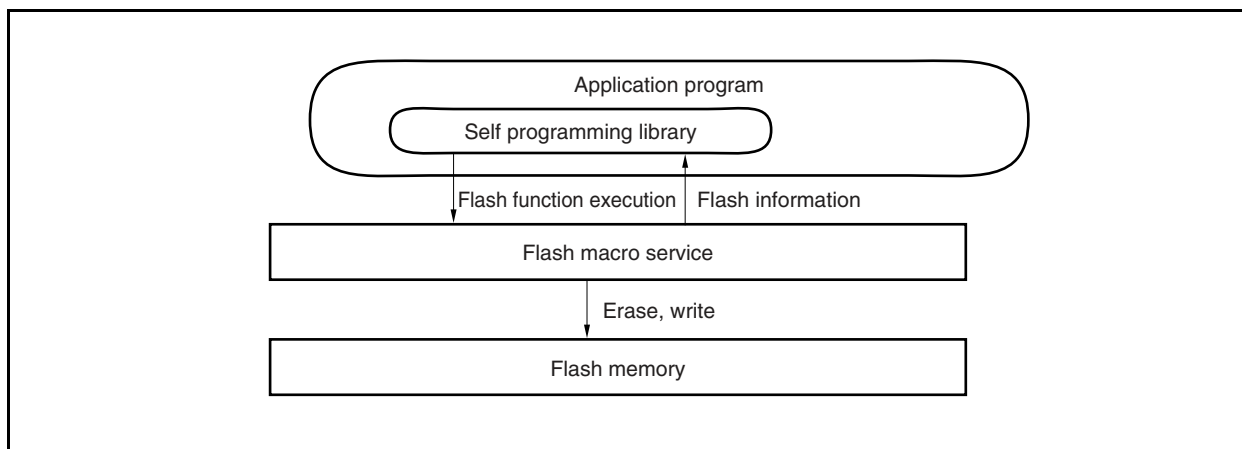 Application program
Self programming library
Flash function execution
Flash information
Flash macro service
Erase, write
Flash memory